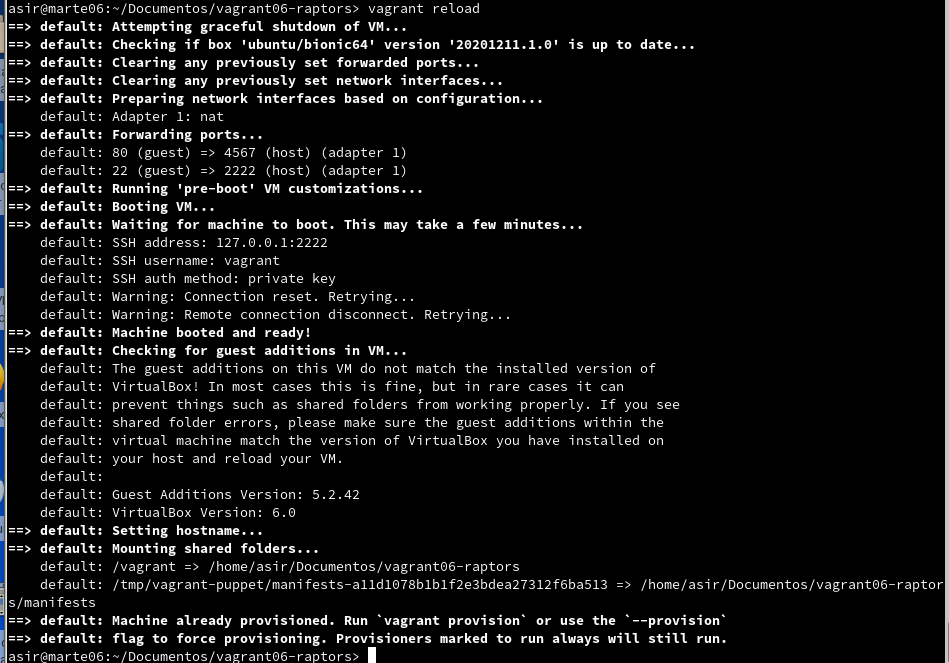 asir@marte06:~/Documentos/vagrant06-raptors> vagrant reload
==> default: Attempting graceful shutdown of VM...
==> default: Checking if box 'ubuntu/bionic64' version '20201211.1.0' is up to date...
==> default: Clearing any previously set forwarded ports...
==> default: Clearing any previously set network interfaces...
==> default: Preparing network interfaces based on configuration...
    default: Adapter 1: nat
==> default: Forwarding ports...
    default: 80 (guest) => 4567 (host) (adapter 1)
    default: 22 (guest) => 2222 (host) (adapter 1)
==> default: Running 'pre-boot' VM customizations...
==> default: Booting VM...
==> default: Waiting for machine to boot. This may take a few minutes...
    default: SSH address: 127.0.0.1:2222
    default: SSH username: vagrant
    default: SSH auth method: private key
    default: Warning: Connection reset. Retrying...
    default: Warning: Remote connection disconnect. Retrying...
==> default: Machine booted and ready!
==> default: Checking for guest additions in VM...
    default: The guest additions on this VM do not match the installed version of
    default: VirtualBox! In most cases this is fine, but in rare cases it can
    default: prevent things such as shared folders from working properly. If you see
    default: shared folder errors, please make sure the guest additions within the
    default: virtual machine match the version of VirtualBox you have installed on
    default: your host and reload your VM.
    default:
    default: Guest Additions Version: 5.2.42
    default: VirtualBox Version: 6.0
==> default: Setting hostname...
==> default: Mounting shared folders...
    default: /vagrant => /home/asir/Documentos/vagrant06-raptors
    default: /tmp/vagrant-puppet/manifests-a11d1078b1b1f2e3bdea27312f6ba513 => /home/asir/Documentos/vagrant06-raptor
s/manifests
==> default: Machine already provisioned. Run `vagrant provision` or use the `--provision`
==> default: flag to force provisioning. Provisioners marked to run always will still run.
asir@marte06:~/Documentos/vagrant06-raptors>